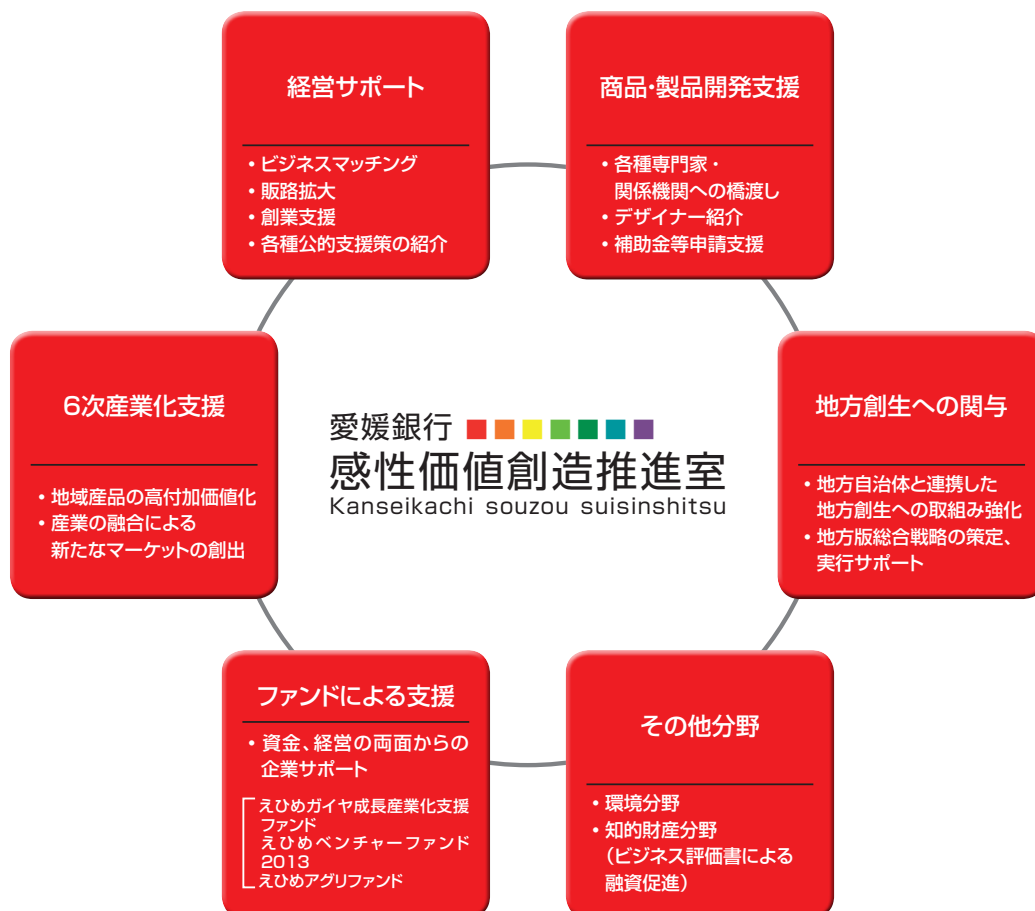 経営サポート
・ビジネスマッチング
・販路拡大
・創業支援
・各種公的支援策の紹介
商品・製品開発支援
・各種専門家・
関係機関への橋渡し
・デザイナー紹介
・補助金等申請支援
6次産業化支援
・地域産品の高付加価値化
・産業の融合による
新たなマーケットの創出
愛媛銀行
感性価値創造推進室
Kanseikachi souzou suisinshitsu
地方創生への関与
・地方自治体と連携した
地方創生への取組み強化
・地方版総合戦略の策定、
実行サポート
ファンドによる支援
・資金、経営の両面からの
企業サポート
えひめガイヤ成長産業化支援
ファンド
えひめベンチャーファンド
2013
えひめアグリファンド
その他分野
・環境分野
・知的財産分野
（ビジネス評価書による
融資促進）